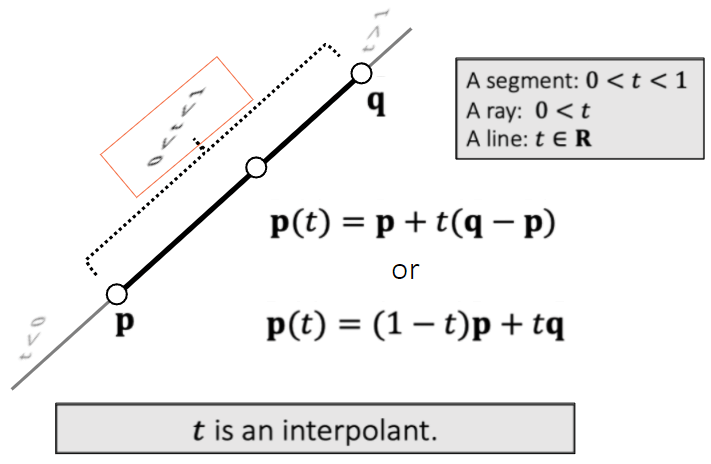 t > 1
A segment: 0 < t < 1
A ray: 0 < t
A line: t ∈ R
q
0 < t < 1
p(t) = p + t(q − p)
or
p(t) = (1 − t)p + tq
p
t < 0
t is an interpolant.